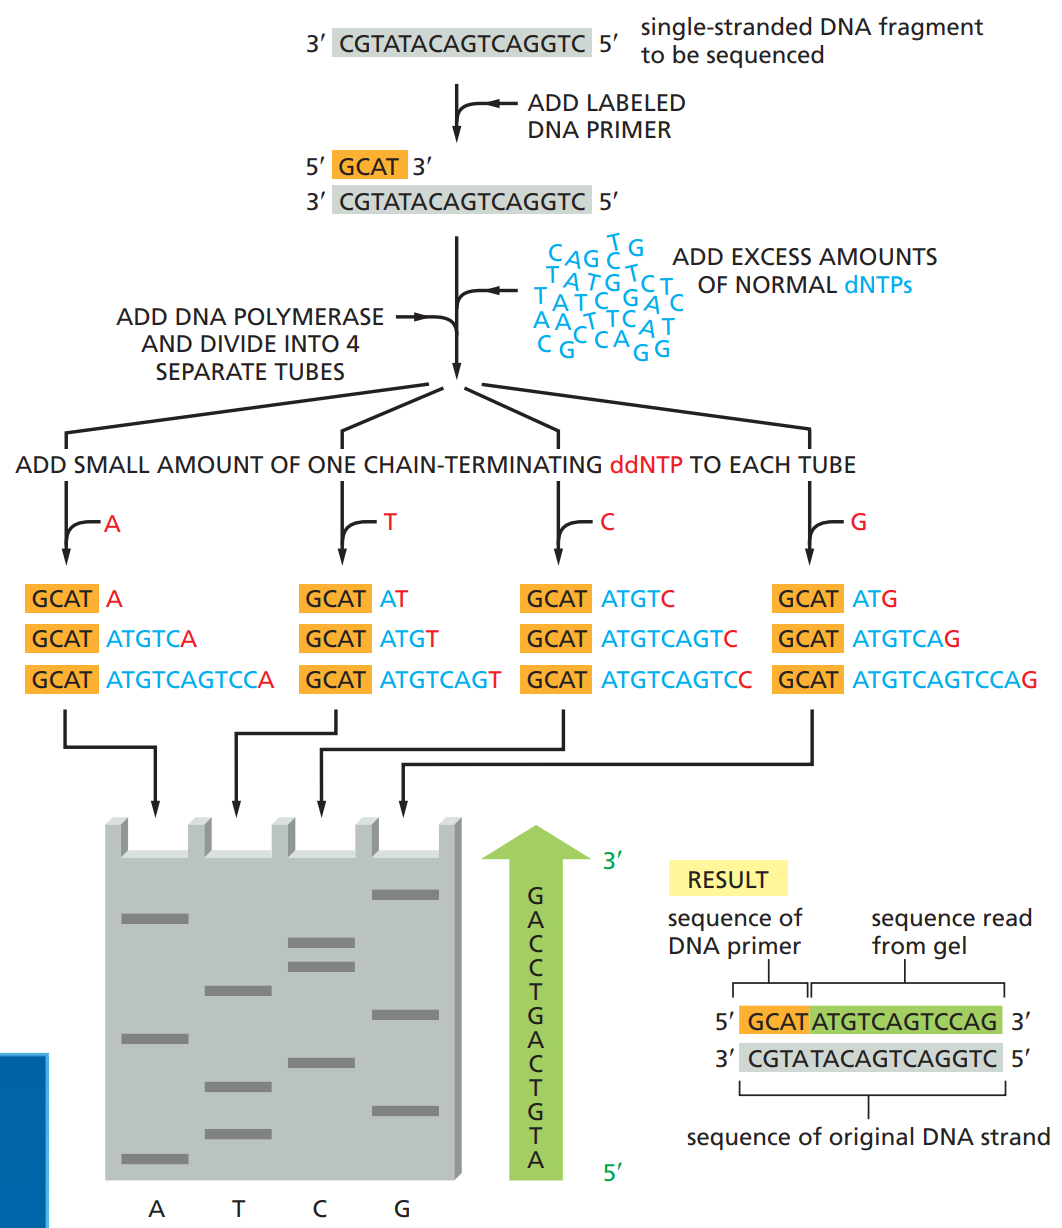 3′ CGTATACAGTCAGGTC 5′
single-stranded DNA fragment
to be sequenced
ADD LABELED
DNA PRIMER
5′ GCAT 3′
3′ CGTATACAGTCAGGTC 5′
ADD EXCESS AMOUNTS
OF NORMAL dNTPs
T G
C A G C
T A T G T C T
T A T C G A C
A A T T C A T
C G C C A G G
ADD DNA POLYMERASE
AND DIVIDE INTO 4
SEPARATE TUBES
ADD SMALL AMOUNT OF ONE CHAIN-TERMINATING ddNTP TO EACH TUBE
A T C G
GCAT A
GCAT ATGTCA
GCAT ATGTCAGTCCA
GCAT AT
GCAT ATGT
GCAT ATGTCAGT
GCAT ATGTC
GCAT ATGTCAGTC
GCAT ATGTCAGTCC
GCAT ATG
GCAT ATGTCAG
GCAT ATGTCAGTCCAG
A T C G
3′
G
A
C
C
T
G
A
C
T
G
T
A
5′
RESULT
sequence of
DNA primer
sequence read
from gel
5′ GCATATGTCAGTCCAG 3′
3′ CGTATACAGTCAGGTC 5′
sequence of original DNA strand